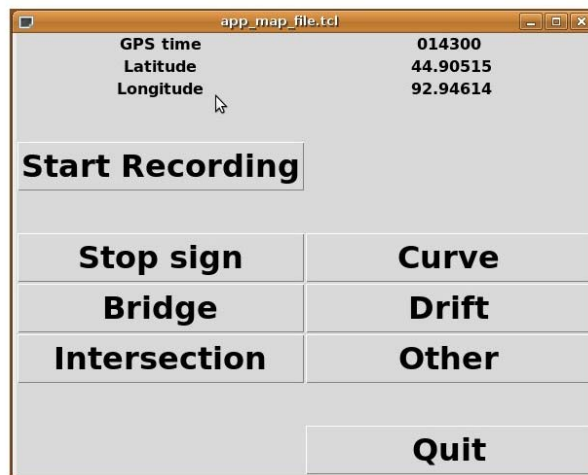 app_map_file.tcl
GPS time 014300
Latitude 44.90515
Longitude 92.94614
Start Recording
Stop sign Curve
Bridge Drift
Intersection Other
Quit